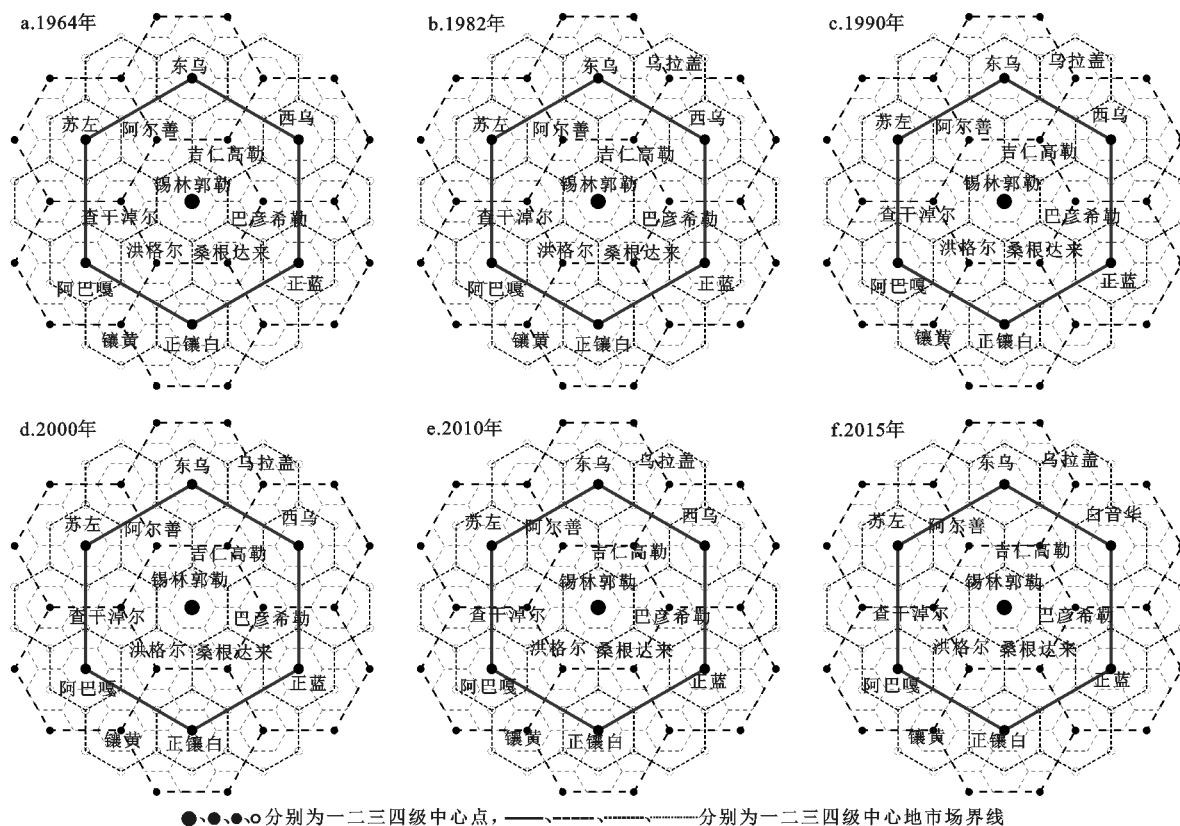 a.1964年
东乌
苏左
阿尔善
西乌
吉仁高勒
锡林郭勒
查干淖尔
巴彦希勒
洪格尔
桑根达来
阿巴嘎
正蓝
镶黄
正镶白
b.1982年
东乌
乌拉盖
苏左
阿尔善
西乌
吉仁高勒
锡林郭勒
查干淖尔
巴彦希勒
洪格尔
桑根达来
阿巴嘎
正蓝
镶黄
正镶白
c.1990年
东乌
乌拉盖
苏左
阿尔善
西乌
吉仁高勒
锡林郭勒
查干淖尔
巴彦希勒
洪格尔
桑根达来
阿巴嘎
正蓝
镶黄
正镶白
d.2000年
东乌
乌拉盖
苏左
阿尔善
西乌
吉仁高勒
锡林郭勒
查干淖尔
巴彦希勒
洪格尔
桑根达来
阿巴嘎
正蓝
镶黄
正镶白
e.2010年
东乌
乌拉盖
苏左
阿尔善
西乌
吉仁高勒
锡林郭勒
查干淖尔
巴彦希勒
洪格尔
桑根达来
阿巴嘎
正蓝
镶黄
正镶白
f.2015年
东乌
乌拉盖
苏左
阿尔善
白音华
吉仁高勒
锡林郭勒
查干淖尔
巴彦希勒
洪格尔
桑根达来
阿巴嘎
正蓝
镶黄
正镶白
分别为一二三四级中心点，分别为一二三四级中心地市场界线